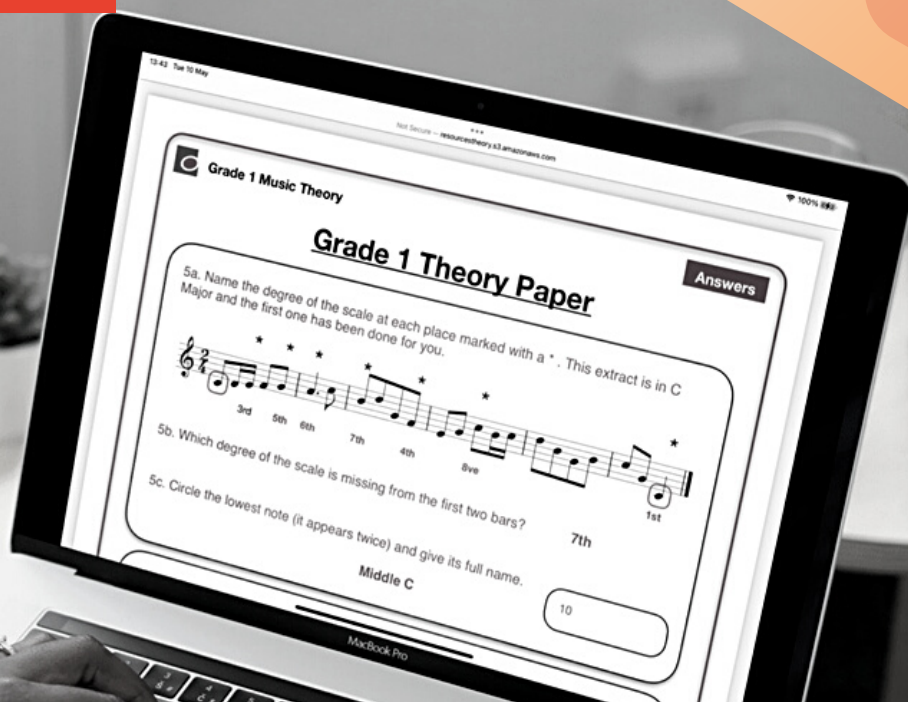 13:43 Tue 10 May
Not Secure — resourcestheory.s3.amazonaws.com
100%
Grade 1 Music Theory
Grade 1 Theory Paper
Answers
5a. Name the degree of the scale at each place marked with a *. This extract is in C
Major and the first one has been done for you.
2
4
3rd 5th 6th 7th 4th 8ve 1st
5b. Which degree of the scale is missing from the first two bars?
7th
5c. Circle the lowest note (it appears twice) and give its full name.
Middle C
10
MacBook Pro